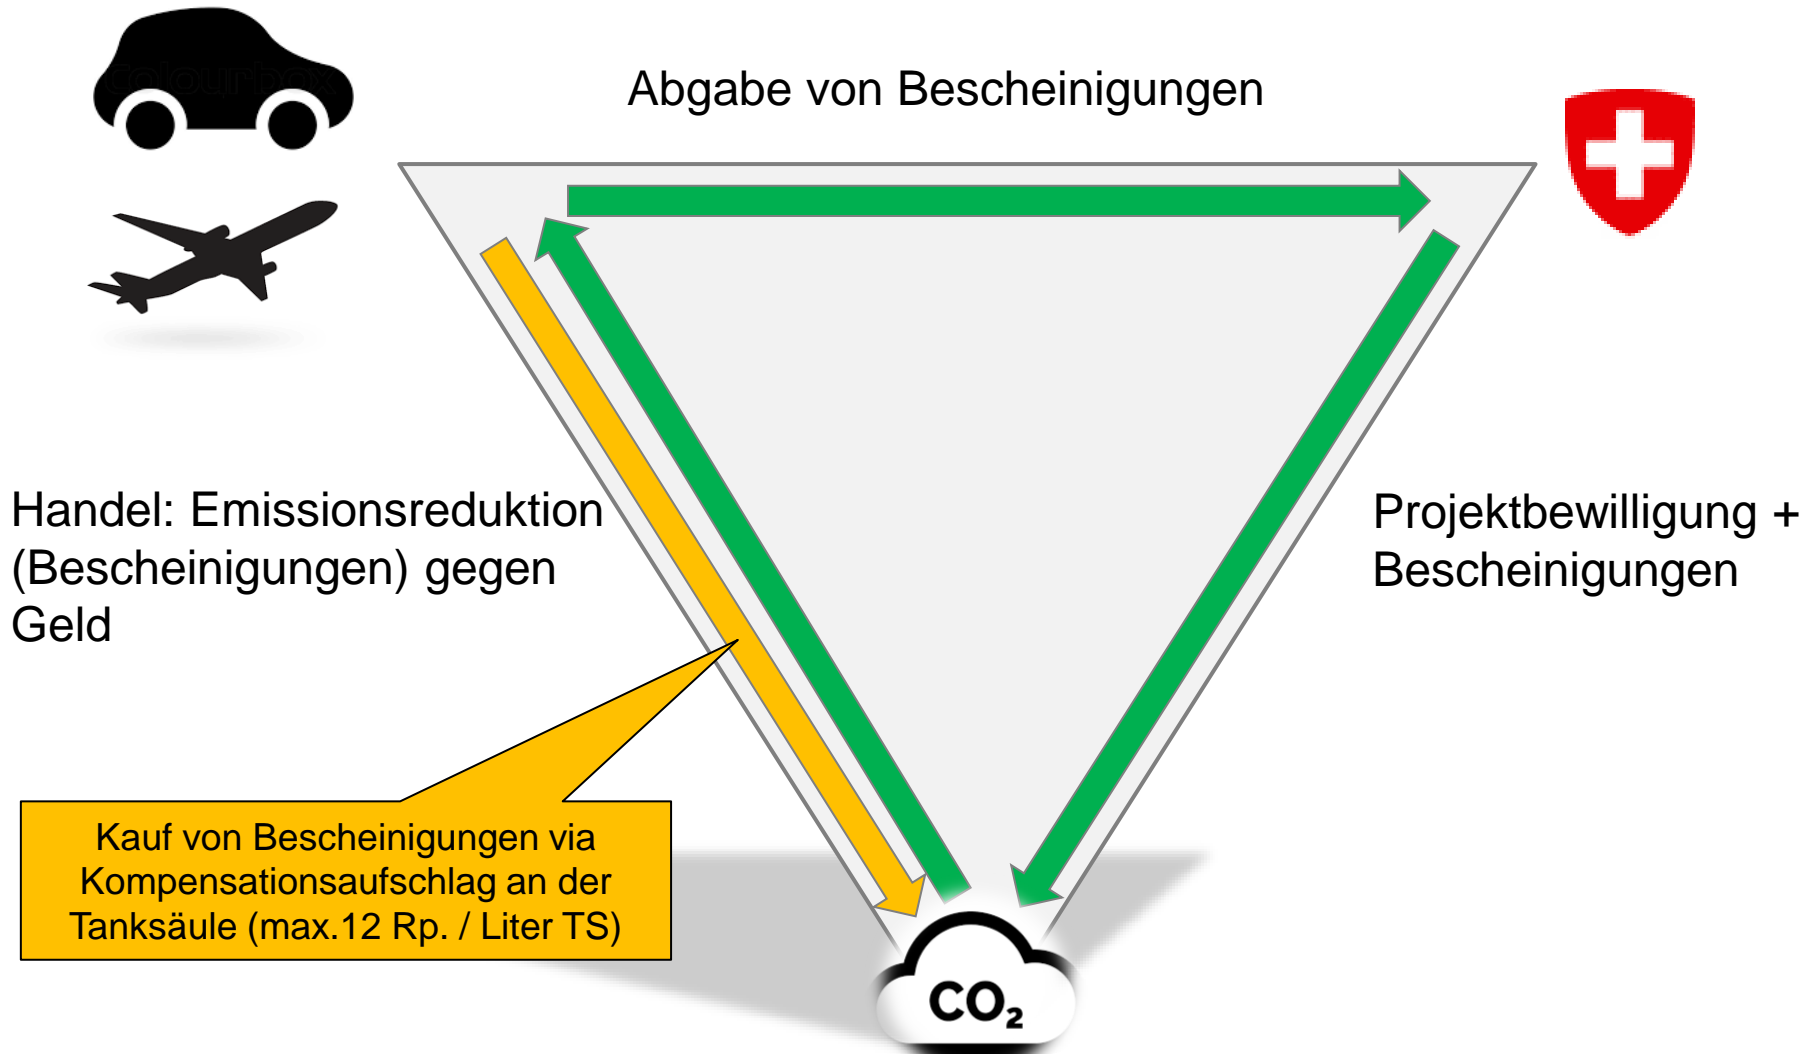 colourbox
Abgabe von Bescheinigungen
Handel: Emissionsreduktion
(Bescheinigungen) gegen
Geld
Projektbewilligung +
Bescheinigungen
Kauf von Bescheinigungen via
Kompensationsaufschlag an der
Tanksäule (max.12 Rp. / Liter TS)
CO₂